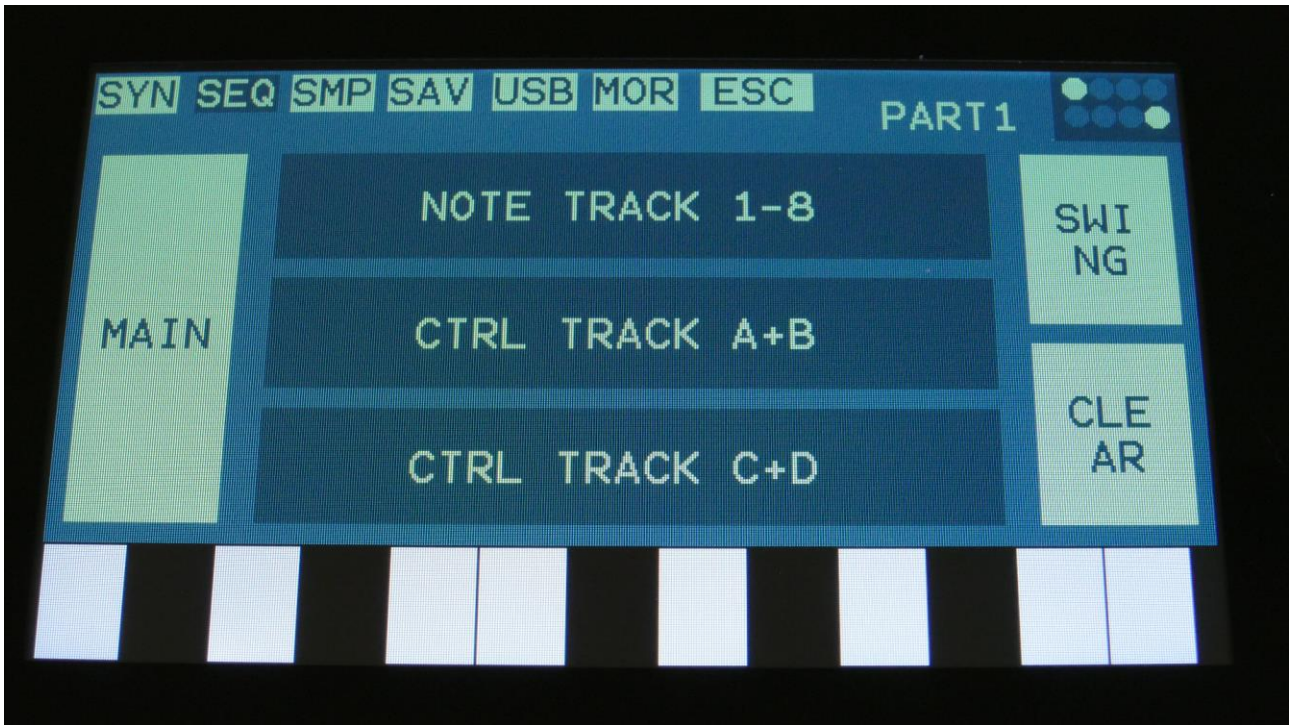 SYN SEQ SMP SAV USB MOR ESC PART1
MAIN
NOTE TRACK 1-8
CTRL TRACK A+B
CTRL TRACK C+D
SWI
NG
CLE
AR